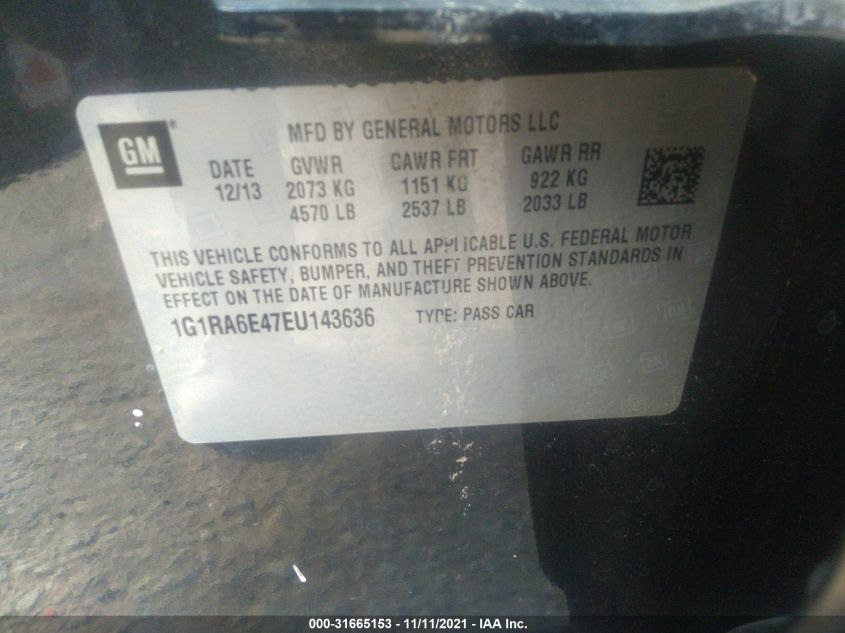 GM®
MFD BY GENERAL MOTORS LLC
DATE GVWR GAWR FRT GAWR RR
12/13 2073 KG 1151 KG 922 KG
4570 LB 2537 LB 2033 LB
THIS VEHICLE CONFORMS TO ALL APPLICABLE U.S. FEDERAL MOTOR
VEHICLE SAFETY, BUMPER, AND THEFT PREVENTION STANDARDS IN
EFFECT ON THE DATE OF MANUFACTURE SHOWN ABOVE.
1G1RA6E47EU143636 TYPE: PASS CAR
000-31665153 - 11/11/2021 - IAA Inc.